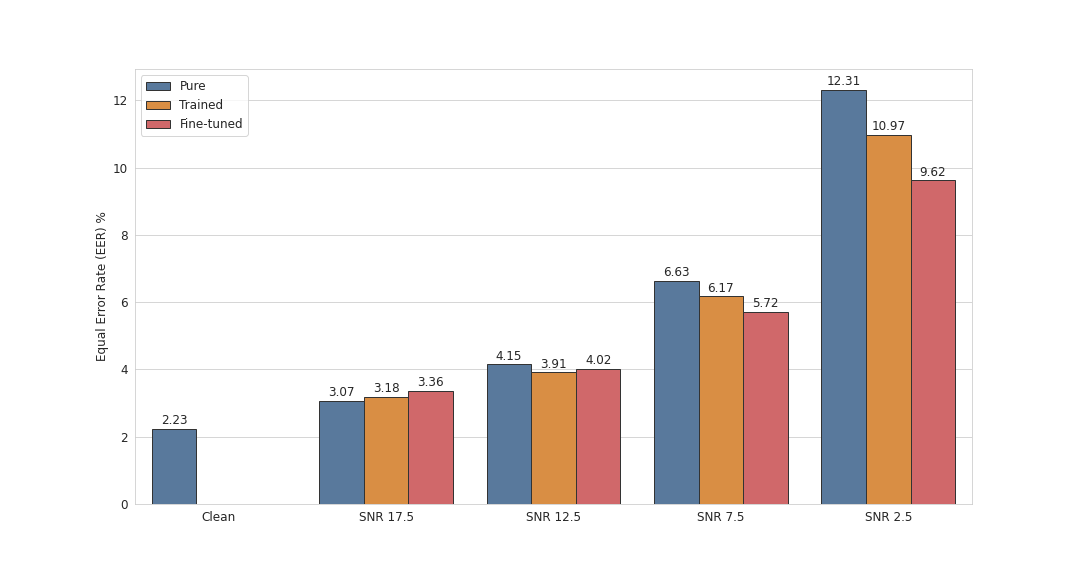 Pure
Trained
Fine-tuned
Equal Error Rate (EER) %
12
10
8
6
4
2
0
2.23
3.07
3.18
3.36
4.15
3.91
4.02
6.63
6.17
5.72
12.31
10.97
9.62
Clean
SNR 17.5
SNR 12.5
SNR 7.5
SNR 2.5